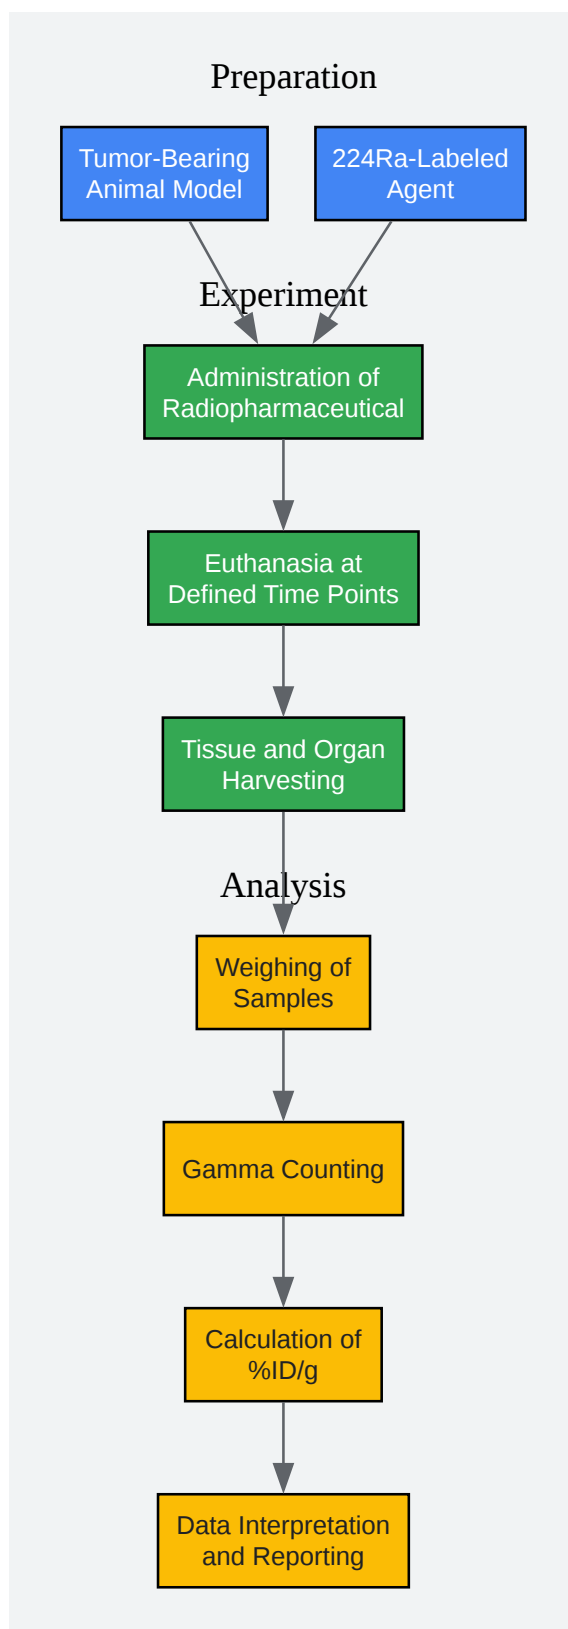 Preparation
Tumor-Bearing
Animal Model
224Ra-Labeled
Agent
Experiment
Administration of
Radiopharmaceutical
Euthanasia at
Defined Time Points
Tissue and Organ
Harvesting
Analysis
Weighing of
Samples
Gamma Counting
Calculation of
%ID/g
Data Interpretation
and Reporting